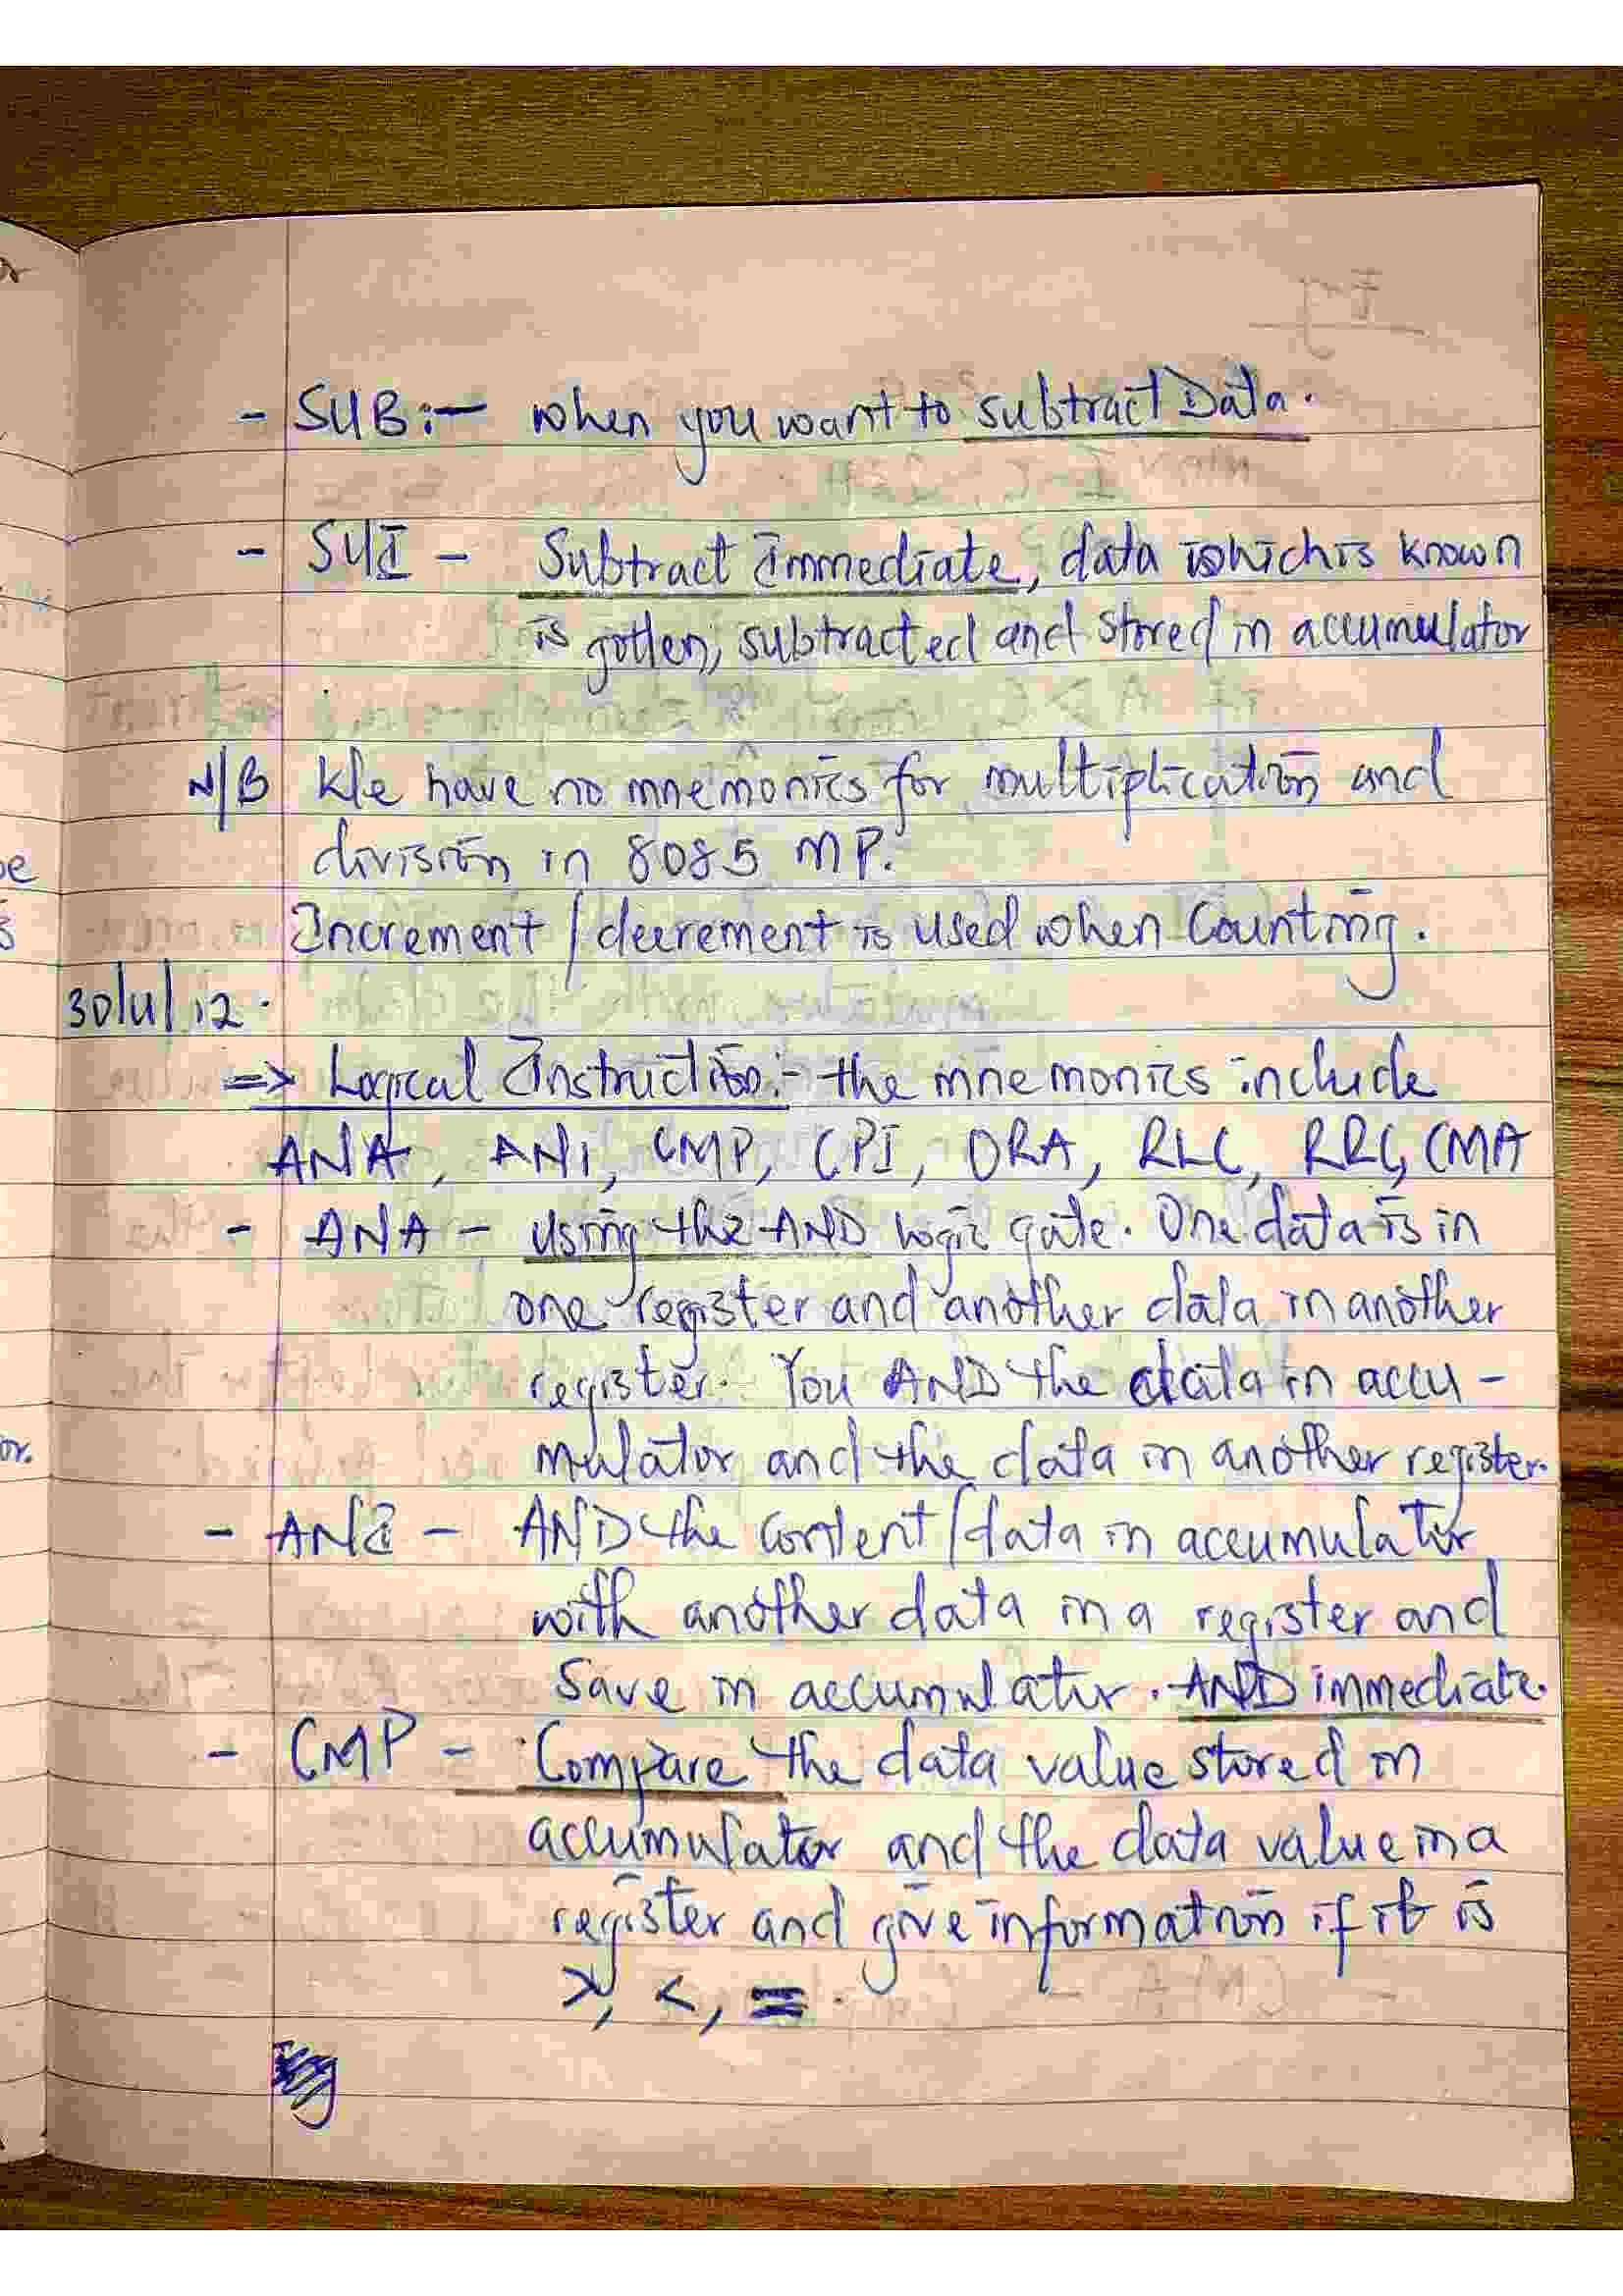 - SUB:- when you want to subtract Data.
- SUI - Subtract Immediate, data which is known
is gotten, subtracted and stored in accumulator
N/B We have no mnemonics for multiplication and
division in 8085 MP.
Increment / decrement is used when Counting.
30/4/12.
=> Logical Instruction:- the mnemonics include
ANA, ANI, CMP, CPI, ORA, RLC, RRC, CMA
- ANA - Using the AND logic gate. One data is in
one register and another data in another
register. You AND the data in accu-
mulator and the data in another register.
- ANI - AND the content/data in accumulator
with another data in a register and
Save in accumulator. AND immediate.
- CMP - Compare the data value stored in
accumulator and the data value in a
register and give information if it is
>, <, =.